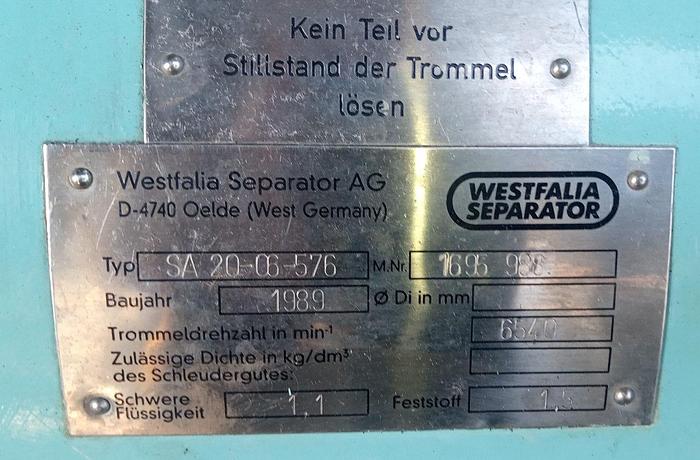 Kein Teil vor
Stillstand der Trommel
lösen
Westfalia Separator AG
D-4740 Oelde (West Germany)
WESTFALIA
SEPARATOR
Typ SA 20-06-576 M.Nr. 1695 988
Baujahr 1989 Ø Di in mm
Trommeldrehzahl in min⁻¹ 6540
Zulässige Dichte in kg/dm³
des Schleudergutes:
Schwere
Flüssigkeit 1,1 Feststoff